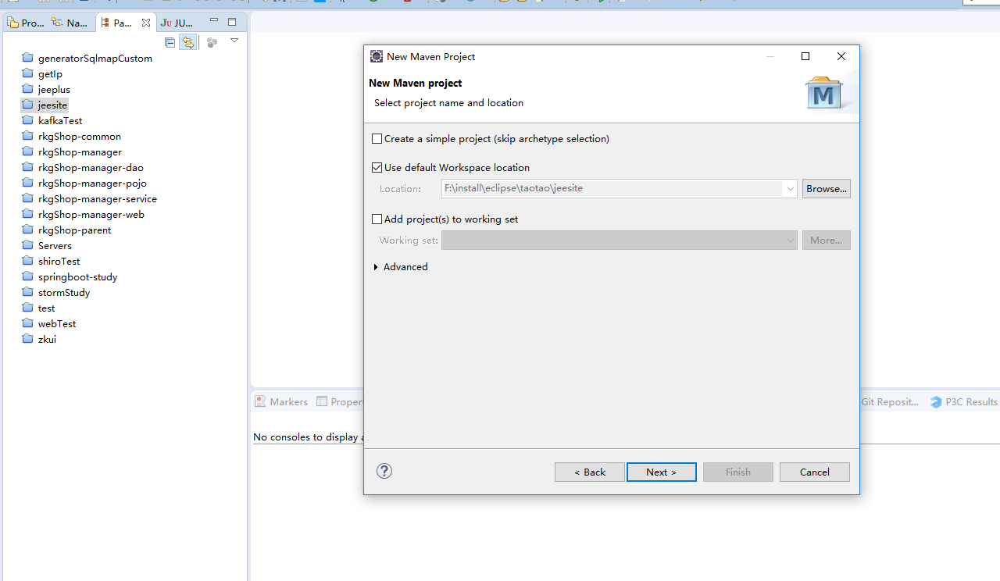 Pro... Na... Pa... JU...
generatorSqlmapCustom
getIp
jeeplus
jeesite
kafkaTest
rkgShop-common
rkgShop-manager
rkgShop-manager-dao
rkgShop-manager-pojo
rkgShop-manager-service
rkgShop-manager-web
rkgShop-parent
Servers
shiroTest
springboot-study
stormStudy
test
webTest
zkui
New Maven Project
New Maven project
Select project name and location
M
Create a simple project (skip archetype selection)
Use default Workspace location
Location: F:\install\eclipse\taotao\jeesite Browse...
Add project(s) to working set
Working set: More...
Advanced
< Back Next > Finish Cancel
Markers Proper Git Reposit... P3C Results
No consoles to display a